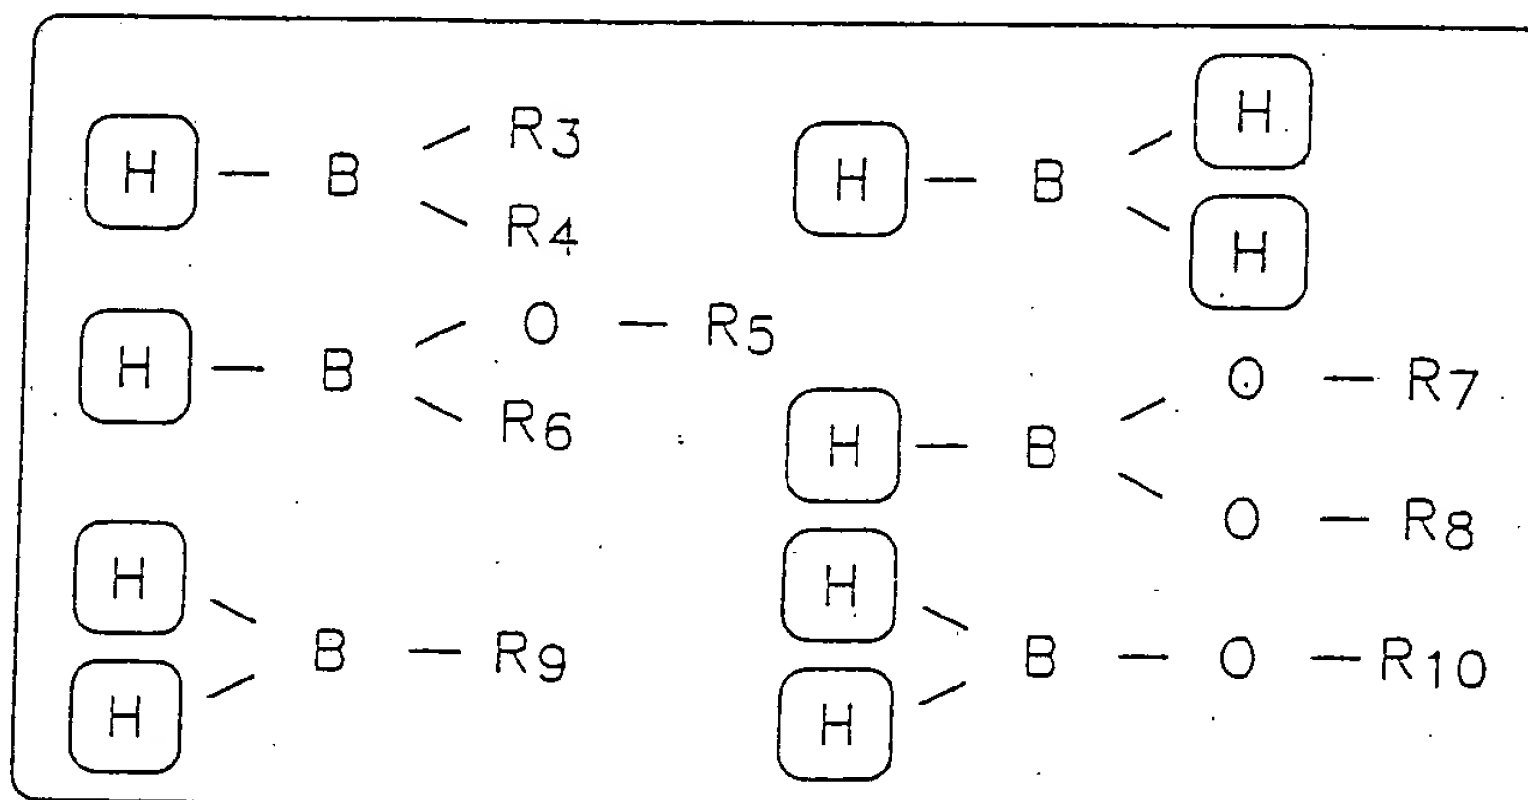 H — B R3
R4
H — B O — R5
R6
H
H B — R9
H — B H
H
H — B O — R7
O — R8
H
H B — O — R10